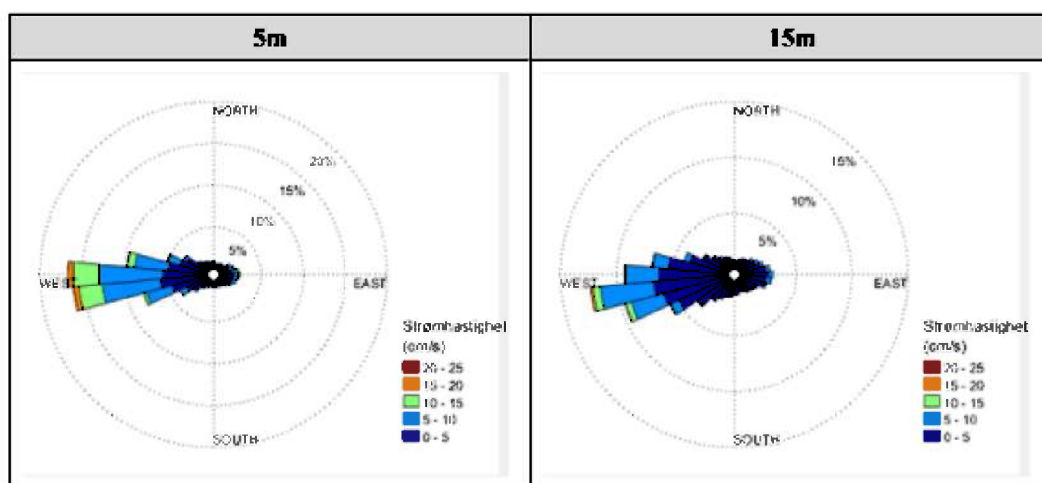 5m
15m
NORTH
20%
15%
10%
5%
WEST
EAST
SOUTH
Strømhastighet
(cm/s)
20 - 25
15 - 20
10 - 15
5 - 10
0 - 5
NORTH
15%
10%
5%
WEST
EAST
SOUTH
Strømhastighet
(cm/s)
20 - 25
15 - 20
10 - 15
5 - 10
0 - 5